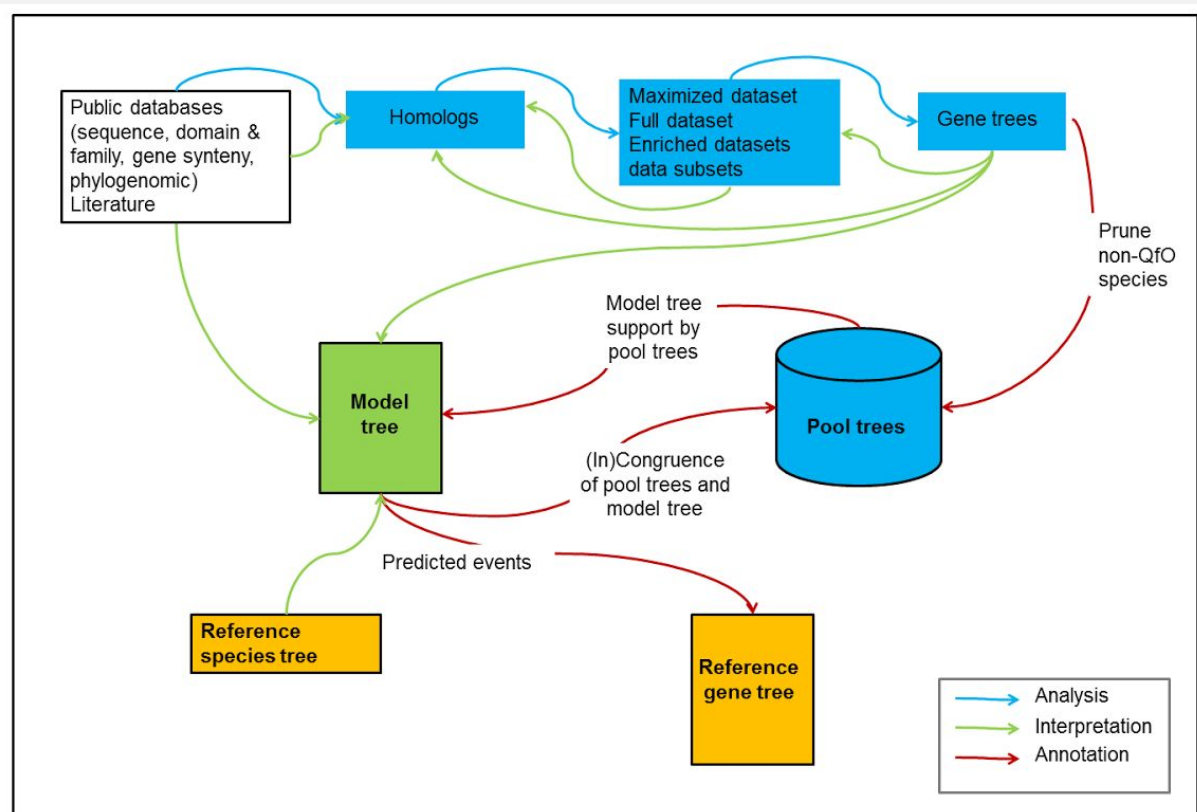 Public databases
(sequence, domain &
family, gene synteny,
phylogenomic)
Literature
Homologs
Maximized dataset
Full dataset
Enriched datasets
data subsets
Gene trees
Prune
non-QfO
species
Model tree
support by
pool trees
Model
tree
Pool trees
(In)Congruence
of pool trees and
model tree
Predicted events
Reference
species tree
Reference
gene tree
Analysis
Interpretation
Annotation